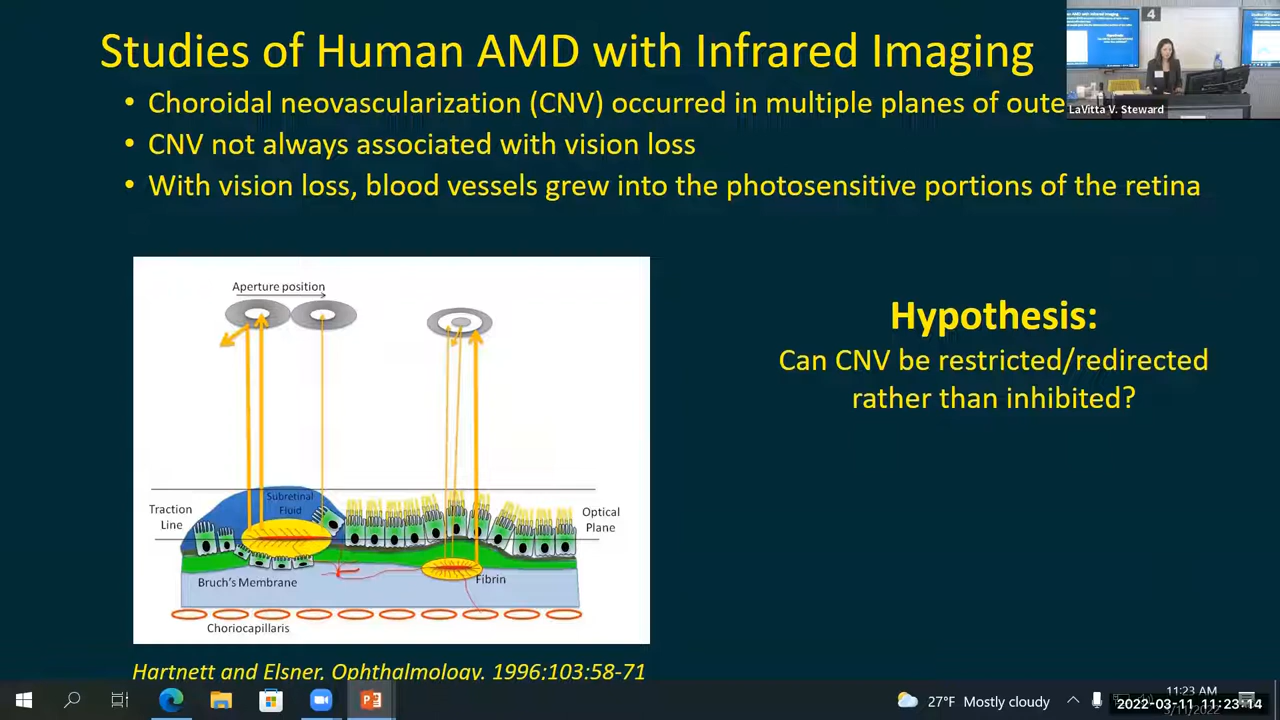 Studies of Human AMD with Infrared Imaging
• Choroidal neovascularization (CNV) occurred in multiple planes of oute
• CNV not always associated with vision loss
• With vision loss, blood vessels grew into the photosensitive portions of the retina
4
LaVitta V. Steward
Aperture position
Subretinal
Fluid
Traction
Line
Optical
Plane
Bruch's Membrane
Fibrin
Choriocapillaris
Hypothesis:
Can CNV be restricted/redirected
rather than inhibited?
Hartnett and Elsner, Ophthalmology, 1996;103:58-71
27°F Mostly cloudy
11:23 AM
2022-03-11 11:23:14